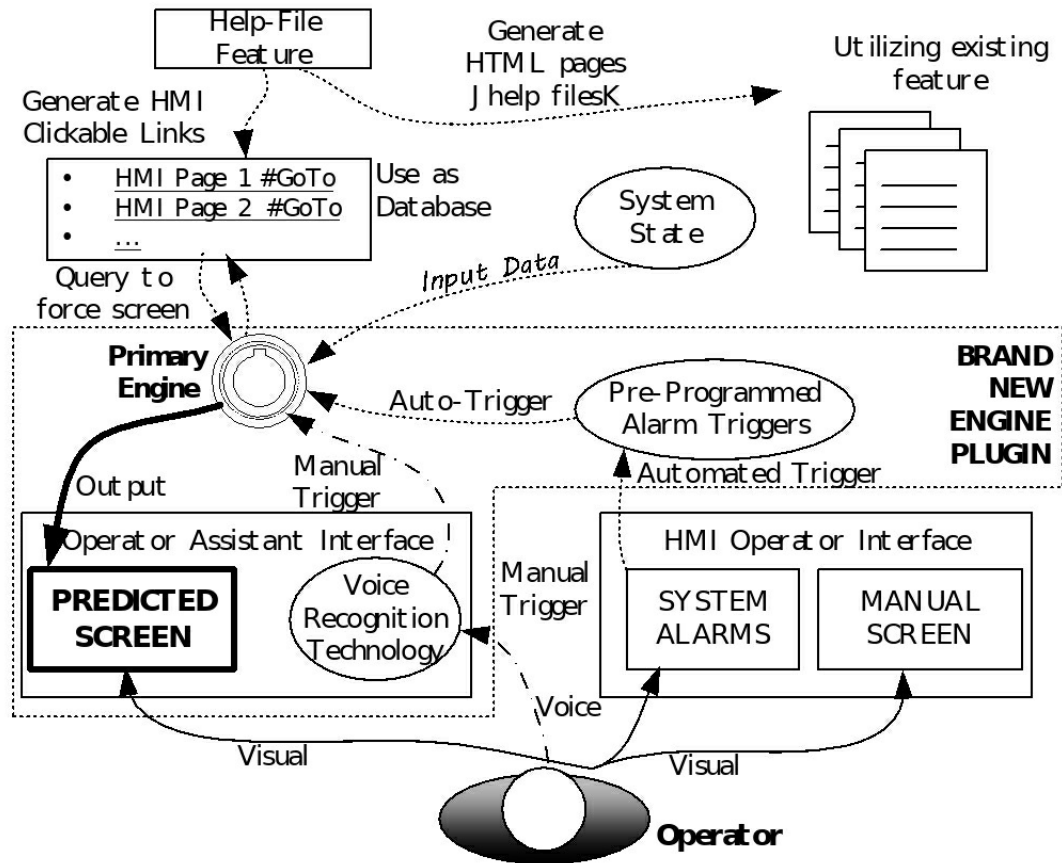 Help-File
Feature
Generate
HTML pages
J help filesK
Utilizing existing
feature
Generate HMI
Clickable Links
• HMI Page 1 #GoTo
• HMI Page 2 #GoTo
• ...
Use as
Database
System
State
Query to
force screen
Input Data
Primary
Engine
BRAND
NEW
ENGINE
PLUGIN
Auto-Trigger
Pre-Programmed
Alarm Triggers
Manual
Trigger
Automated Trigger
Output
Operator Assistant Interface
PREDICTED
SCREEN
Voice
Recognition
Technology
Manual
Trigger
HMI Operator Interface
SYSTEM
ALARMS
MANUAL
SCREEN
Voice
Visual
Visual
Operator